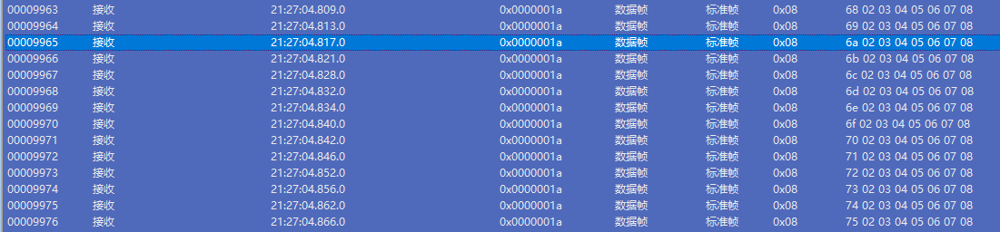 00009963 接收 21:27:04.809.0 0x0000001a 数据帧 标准帧 0x08 68 02 03 04 05 06 07 08
00009964 接收 21:27:04.813.0 0x0000001a 数据帧 标准帧 0x08 69 02 03 04 05 06 07 08
00009965 接收 21:27:04.817.0 0x0000001a 数据帧 标准帧 0x08 6a 02 03 04 05 06 07 08
00009966 接收 21:27:04.821.0 0x0000001a 数据帧 标准帧 0x08 6b 02 03 04 05 06 07 08
00009967 接收 21:27:04.828.0 0x0000001a 数据帧 标准帧 0x08 6c 02 03 04 05 06 07 08
00009968 接收 21:27:04.832.0 0x0000001a 数据帧 标准帧 0x08 6d 02 03 04 05 06 07 08
00009969 接收 21:27:04.834.0 0x0000001a 数据帧 标准帧 0x08 6e 02 03 04 05 06 07 08
00009970 接收 21:27:04.840.0 0x0000001a 数据帧 标准帧 0x08 6f 02 03 04 05 06 07 08
00009971 接收 21:27:04.842.0 0x0000001a 数据帧 标准帧 0x08 70 02 03 04 05 06 07 08
00009972 接收 21:27:04.846.0 0x0000001a 数据帧 标准帧 0x08 71 02 03 04 05 06 07 08
00009973 接收 21:27:04.852.0 0x0000001a 数据帧 标准帧 0x08 72 02 03 04 05 06 07 08
00009974 接收 21:27:04.856.0 0x0000001a 数据帧 标准帧 0x08 73 02 03 04 05 06 07 08
00009975 接收 21:27:04.862.0 0x0000001a 数据帧 标准帧 0x08 74 02 03 04 05 06 07 08
00009976 接收 21:27:04.866.0 0x0000001a 数据帧 标准帧 0x08 75 02 03 04 05 06 07 08